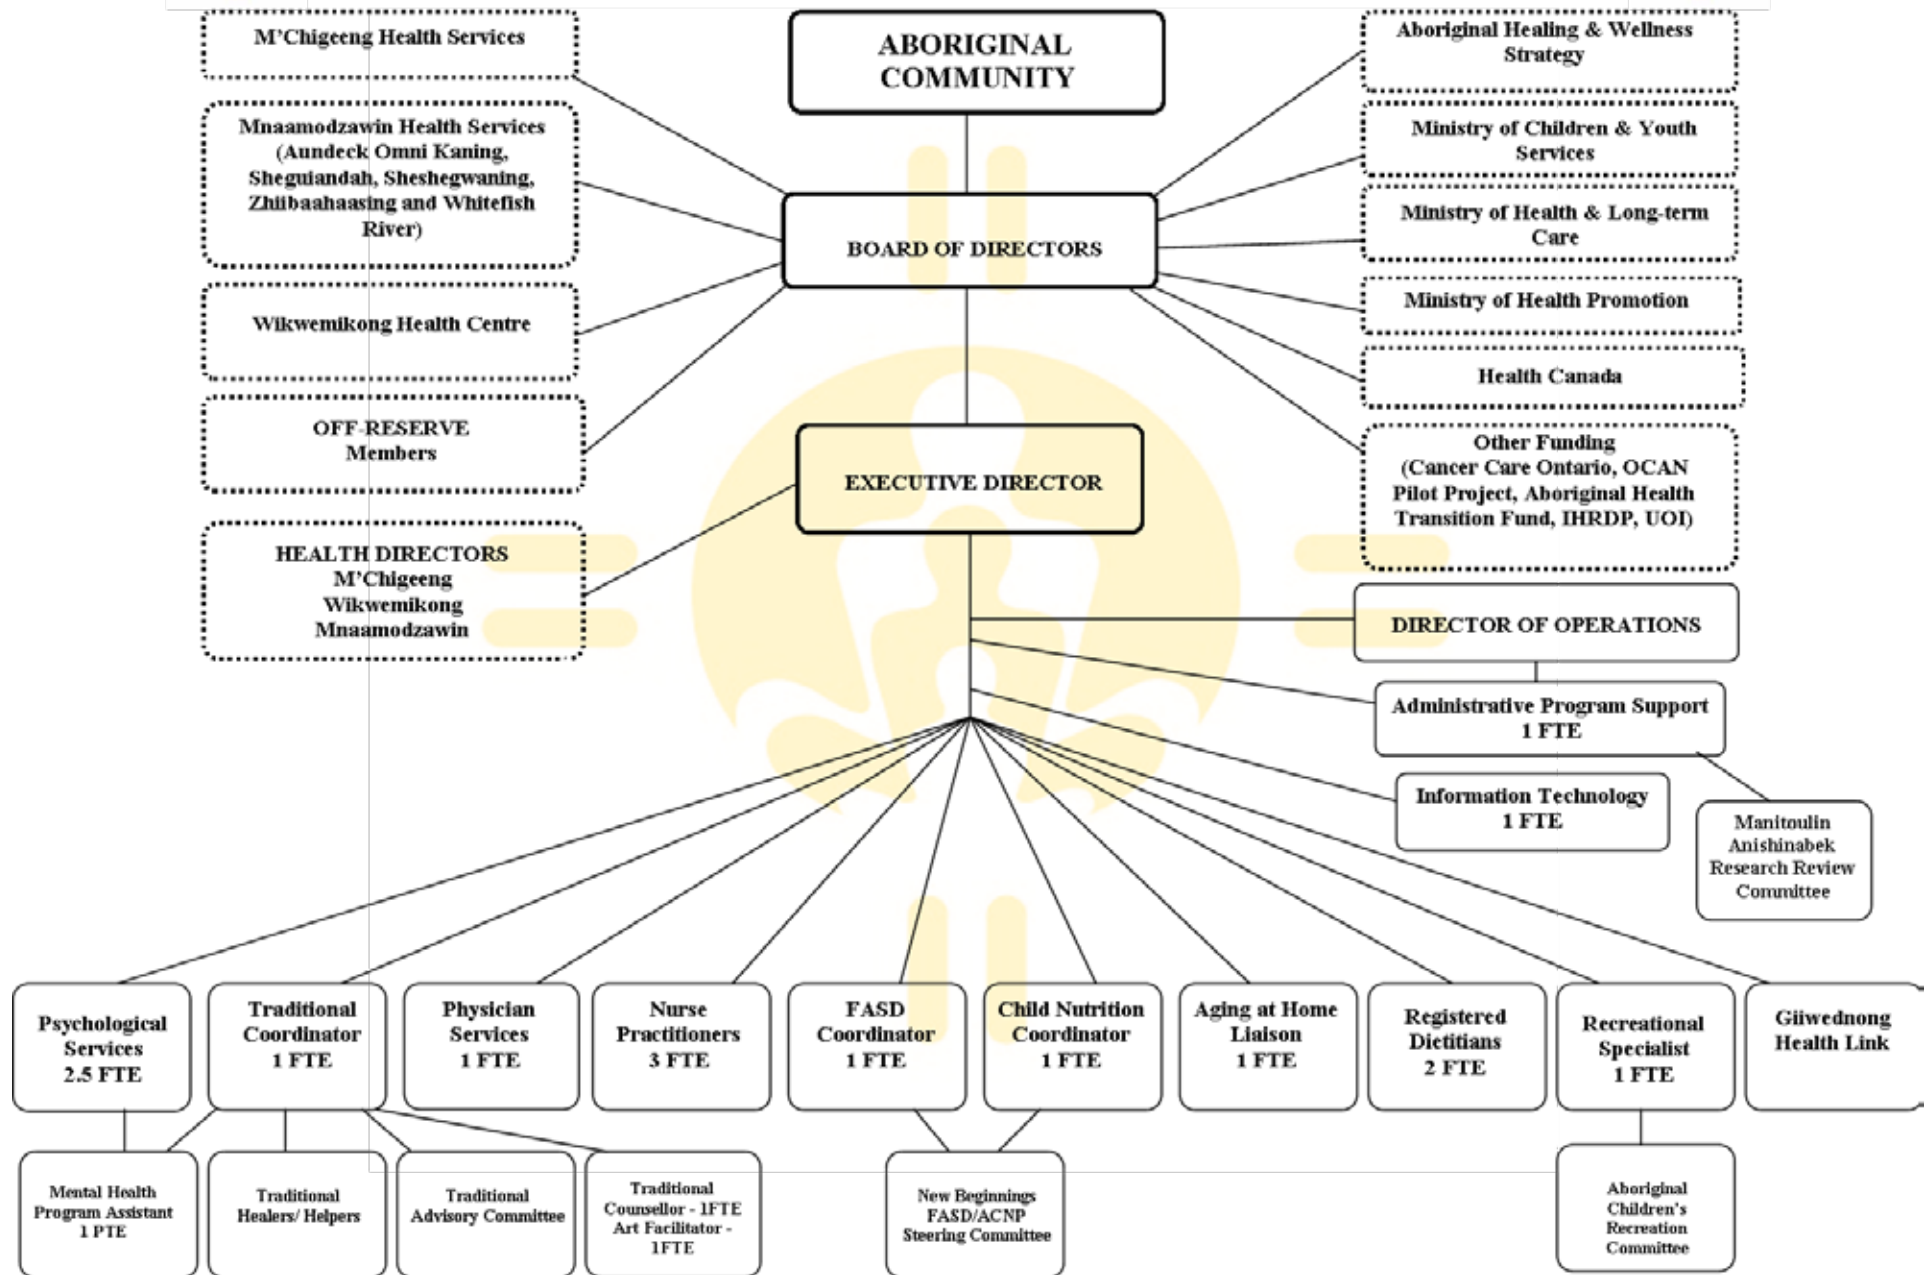 M’Chigeeng Health Services
Mnaamodzawin Health Services
(Aundeck Omni Kaning,
Sheguiandah, Sheshegwaning,
Zhiibaahaasing and Whitefish
River)
Wikwemikong Health Centre
OFF-RESERVE
Members
HEALTH DIRECTORS
M’Chigeeng
Wikwemikong
Mnaamodzawin
ABORIGINAL
COMMUNITY
BOARD OF DIRECTORS
EXECUTIVE DIRECTOR
Aboriginal Healing & Wellness
Strategy
Ministry of Children & Youth
Services
Ministry of Health & Long-term
Care
Ministry of Health Promotion
Health Canada
Other Funding
(Cancer Care Ontario, OCAN
Pilot Project, Aboriginal Health
Transition Fund, IHRDP, UOI)
DIRECTOR OF OPERATIONS
Administrative Program Support
1 FTE
Information Technology
1 FTE
Manitoulin
Anishinabek
Research Review
Committee
Psychological
Services
2.5 FTE
Traditional
Coordinator
1 FTE
Physician
Services
1 FTE
Nurse
Practitioners
3 FTE
FASD
Coordinator
1 FTE
Child Nutrition
Coordinator
1 FTE
Aging at Home
Liaison
1 FTE
Registered
Dietitians
2 FTE
Recreational
Specialist
1 FTE
Giiwednong
Health Link
Mental Health
Program Assistant
1 PTE
Traditional
Healers/ Helpers
Traditional
Advisory Committee
Traditional
Counsellor - 1FTE
Art Facilitator -
1FTE
New Beginnings
FASD/ACNP
Steering Committee
Aboriginal
Children’s
Recreation
Committee